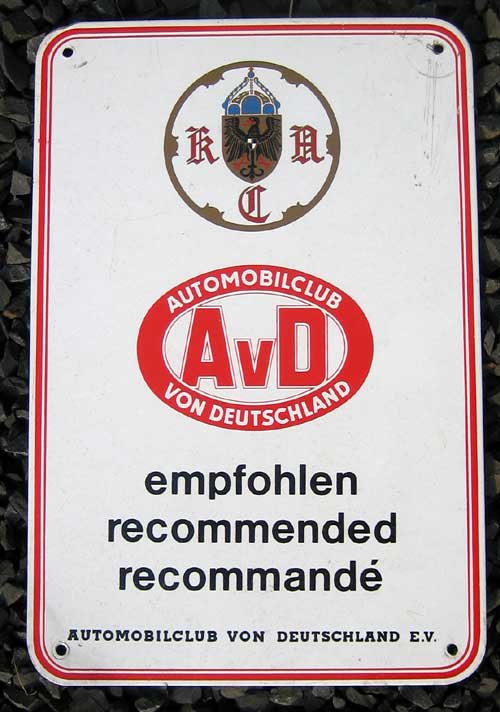 K A
C
AUTOMOBILCLUB
AvD
VON DEUTSCHLAND
empfohlen
recommended
recommandé
AUTOMOBILCLUB VON DEUTSCHLAND E.V.